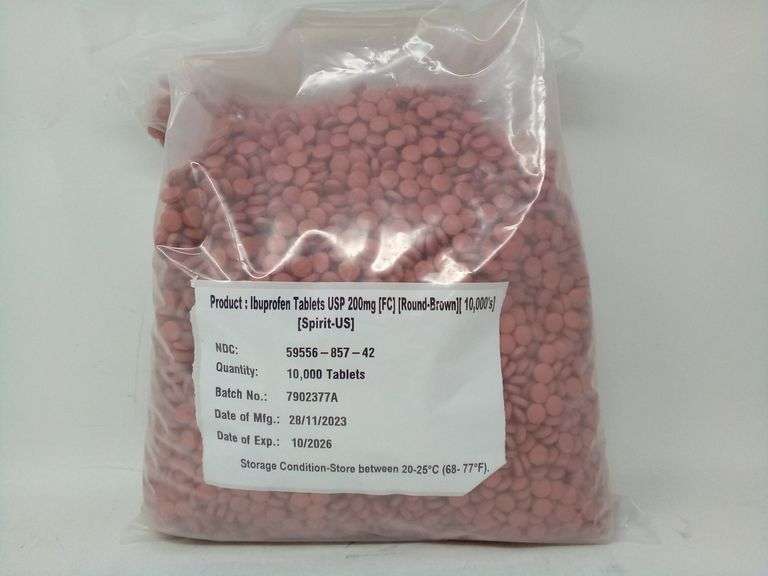 Product : Ibuprofen Tablets USP 200mg [FC] [Round-Brown][ 10,000's]
[Spirit-US]
NDC: 59556-857-42
Quantity: 10,000 Tablets
Batch No.: 7902377A
Date of Mfg.: 28/11/2023
Date of Exp.: 10/2026
Storage Condition-Store between 20-25°C (68- 77°F).